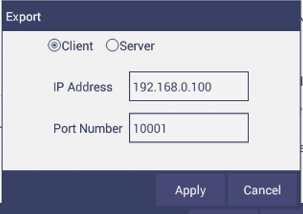 Export
Client Server
IP Address 192.168.0.100
Port Number 10001
Apply Cancel